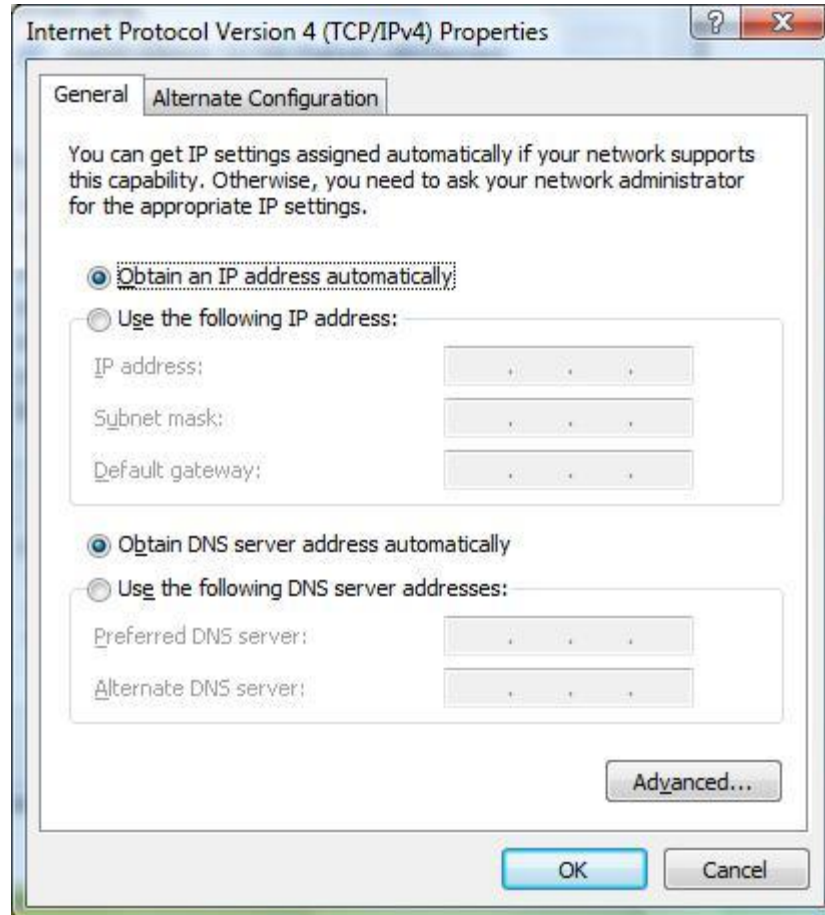 Internet Protocol Version 4 (TCP/IPv4) Properties
General
Alternate Configuration
You can get IP settings assigned automatically if your network supports
this capability. Otherwise, you need to ask your network administrator
for the appropriate IP settings.
Obtain an IP address automatically
Use the following IP address:
IP address:
Subnet mask:
Default gateway:
Obtain DNS server address automatically
Use the following DNS server addresses:
Preferred DNS server:
Alternate DNS server:
Advanced...
OK
Cancel